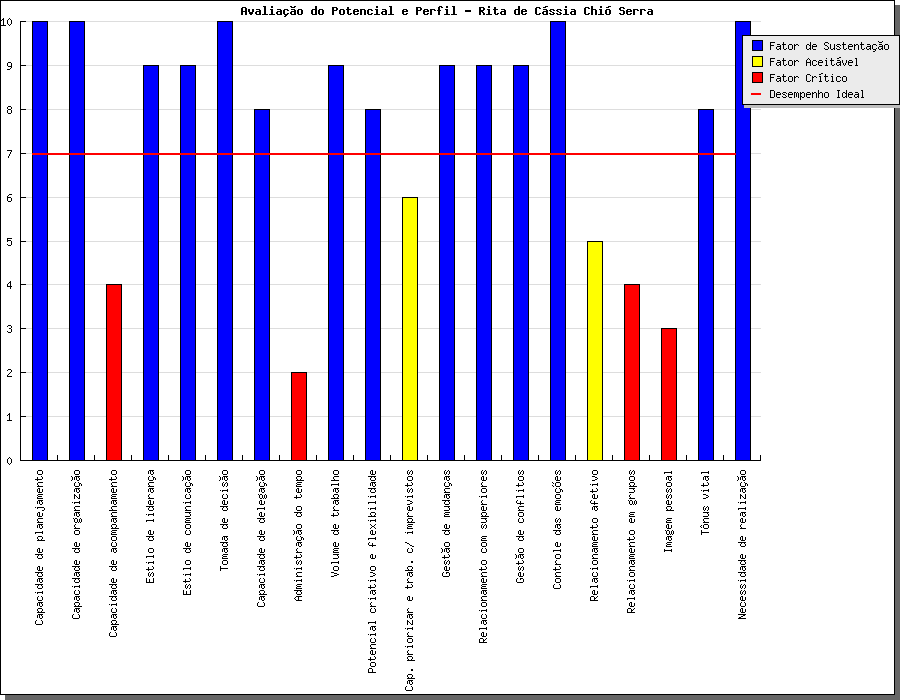 Avaliação do Potencial e Perfil - Rita de Cássia Chió Serra
Fator de Sustentação
Fator Aceitável
Fator Crítico
Desempenho Ideal
10
9
8
7
6
5
4
3
2
1
0
Capacidade de planejamento
Capacidade de organização
Capacidade de acompanhamento
Estilo de liderança
Estilo de comunicação
Tomada de decisão
Capacidade de delegação
Administração do tempo
Volume de trabalho
Potencial criativo e flexibilidade
Cap. priorizar e trab. c/ imprevistos
Gestão de mudanças
Relacionamento com superiores
Gestão de conflitos
Controle das emoções
Relacionamento afetivo
Relacionamento em grupos
Imagem pessoal
Tônus vital
Necessidade de realização